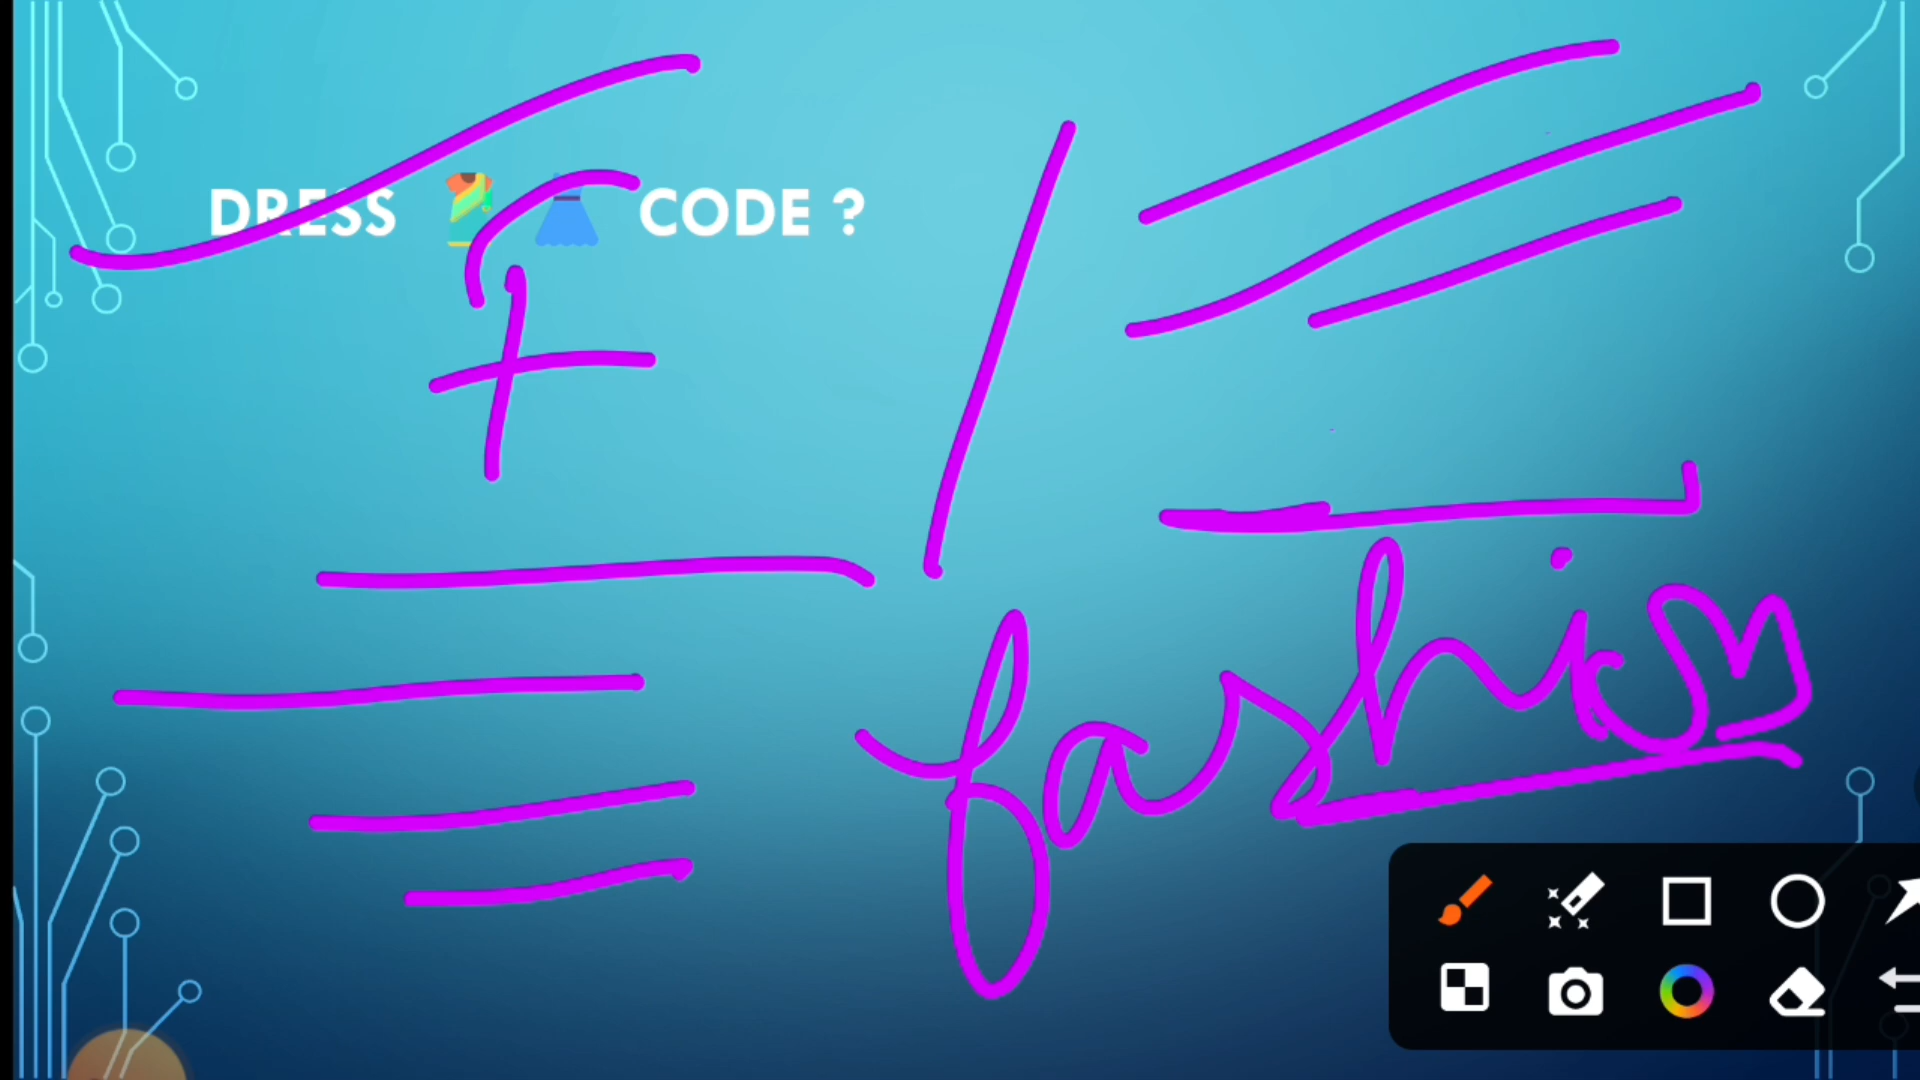 DRESS 🥻 👗 CODE ?
fashion